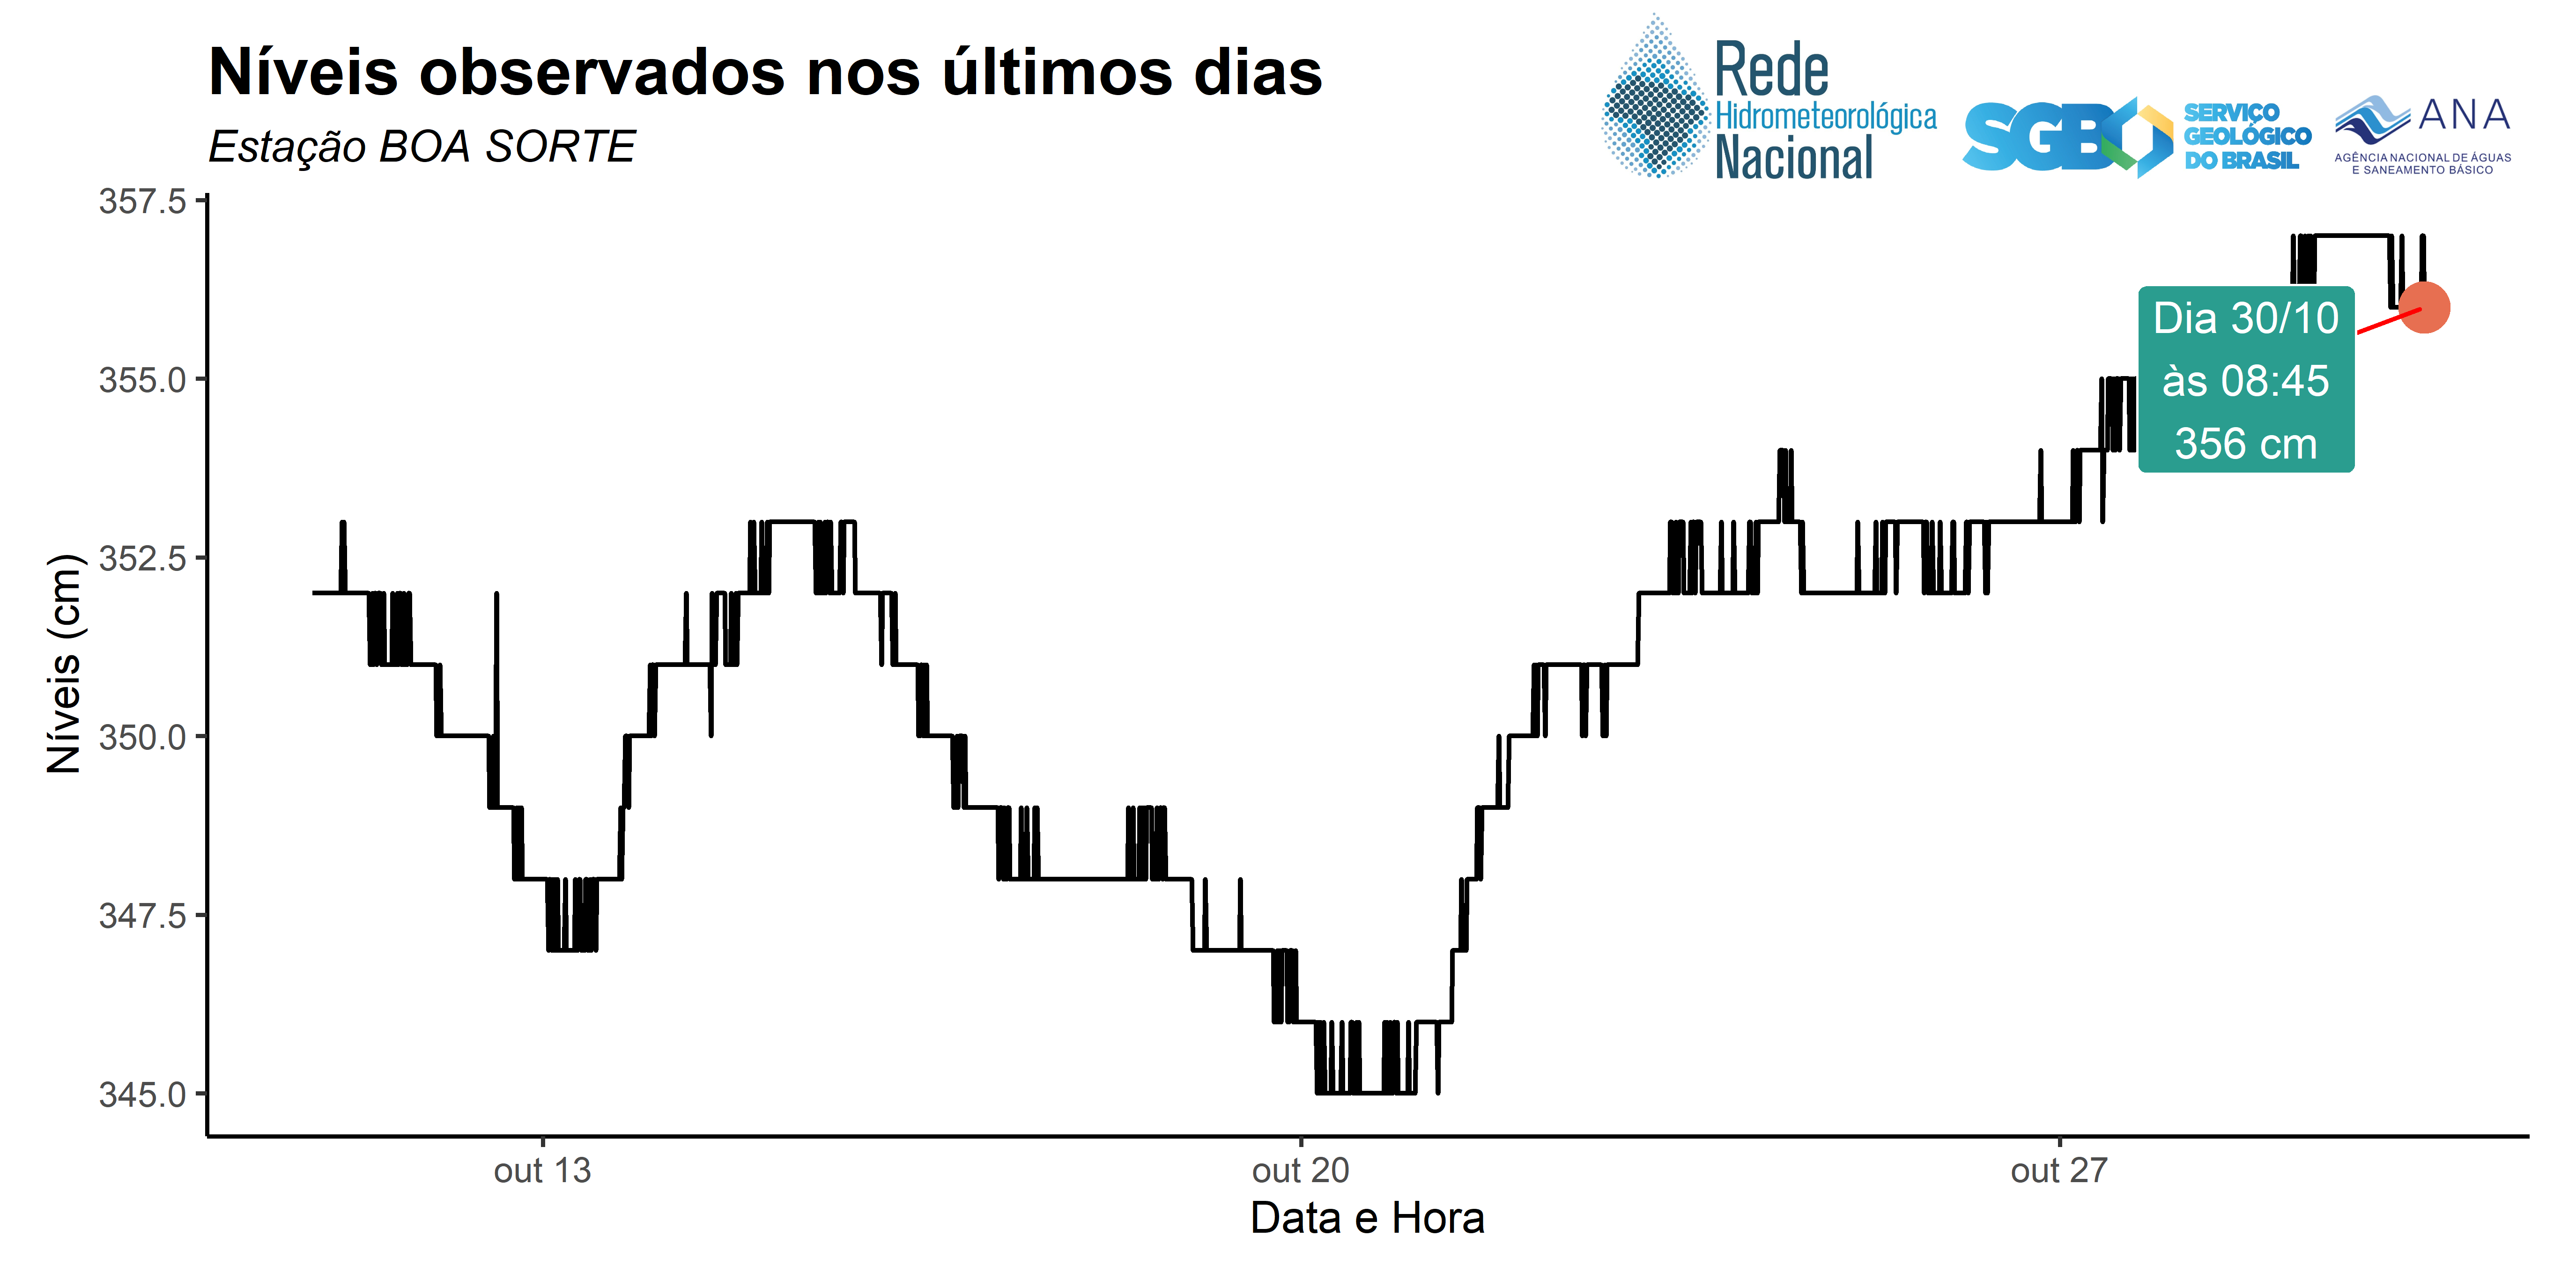 Níveis observados nos últimos dias
Estação BOA SORTE
Rede
Hidrometeorológica
Nacional
SGB
SERVIÇO
GEOLÓGICO
DO BRASIL
ANA
AGÊNCIA NACIONAL DE ÁGUAS
E SANEAMENTO BÁSICO
357.5
355.0
352.5
350.0
347.5
345.0
Níveis (cm)
Dia 30/10
às 08:45
356 cm
out 13
out 20
out 27
Data e Hora